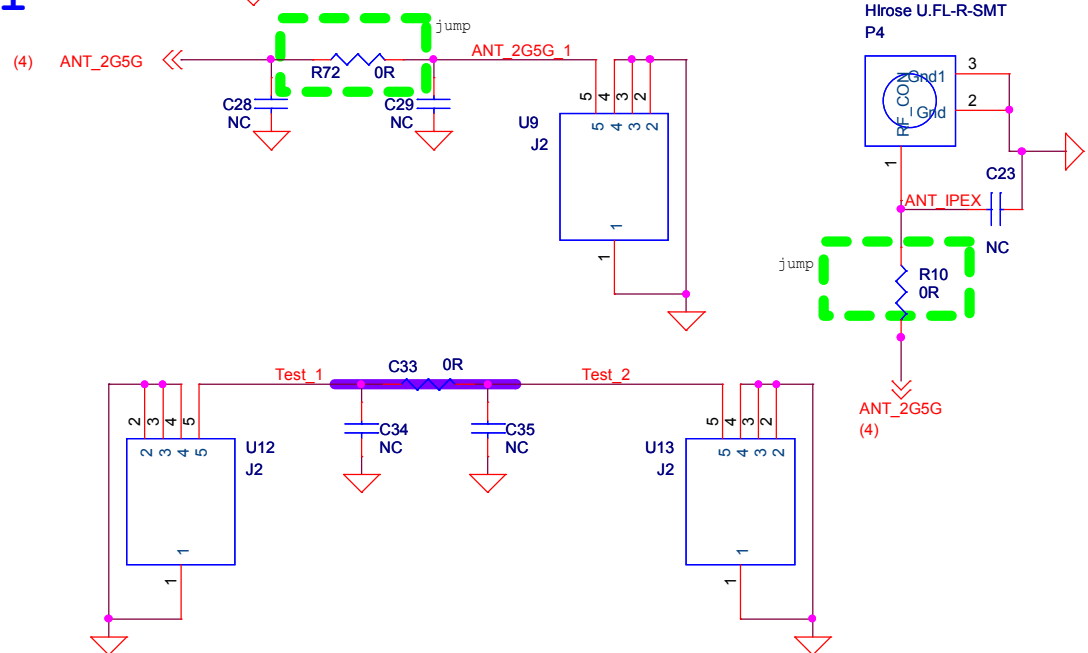 1
jump
(4) ANT_2G5G
R72 0R
ANT_2G5G_1
C28
NC
C29
NC
5
4
3
2
U9
J2
5
4
3
2
1
1
HIrose U.FL-R-SMT
P4
RF_CON
Gnd1
Gnd
3
2
1
C23
ANT_IPEX
NC
jump
R10
0R
ANT_2G5G
(4)
Test_1
C33 0R
Test_2
C34
NC
C35
NC
2
3
4
5
2
3
4
5
U12
J2
1
1
U13
J2
5
4
3
2
5
4
3
2
1
1